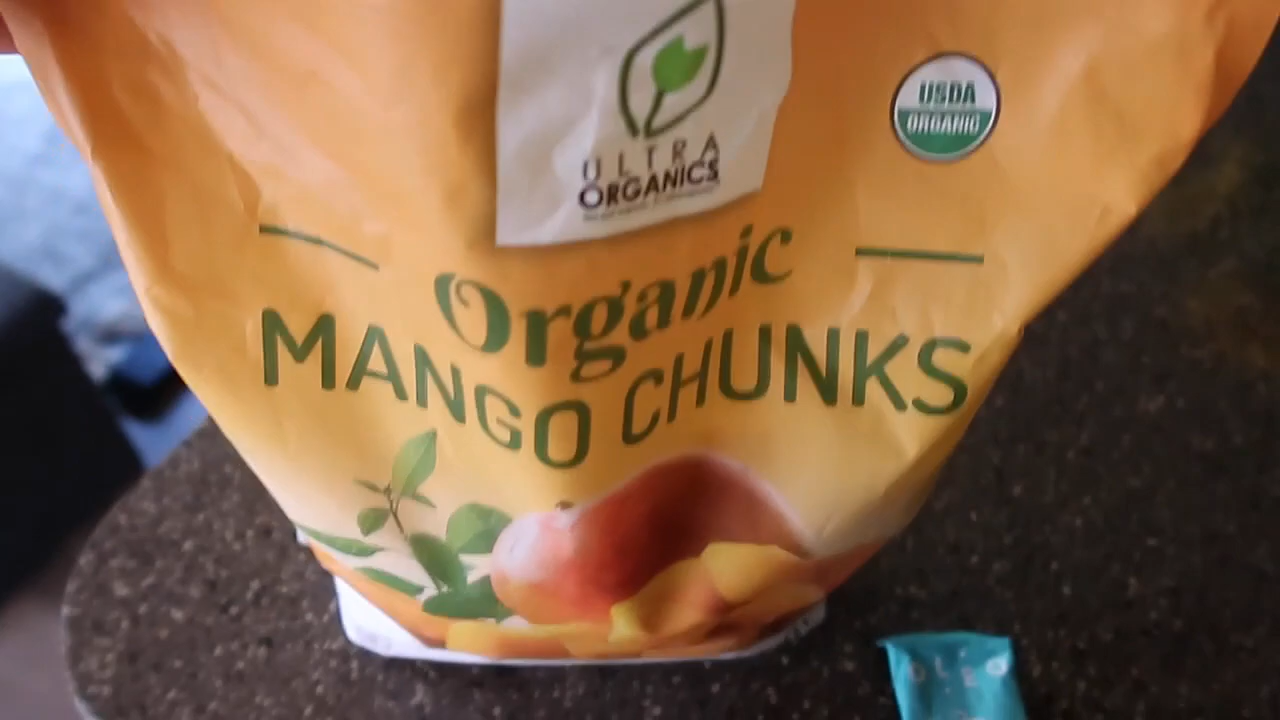 ULTRA
ORGANICS
USDA
ORGANIC
Organic
MANGO CHUNKS